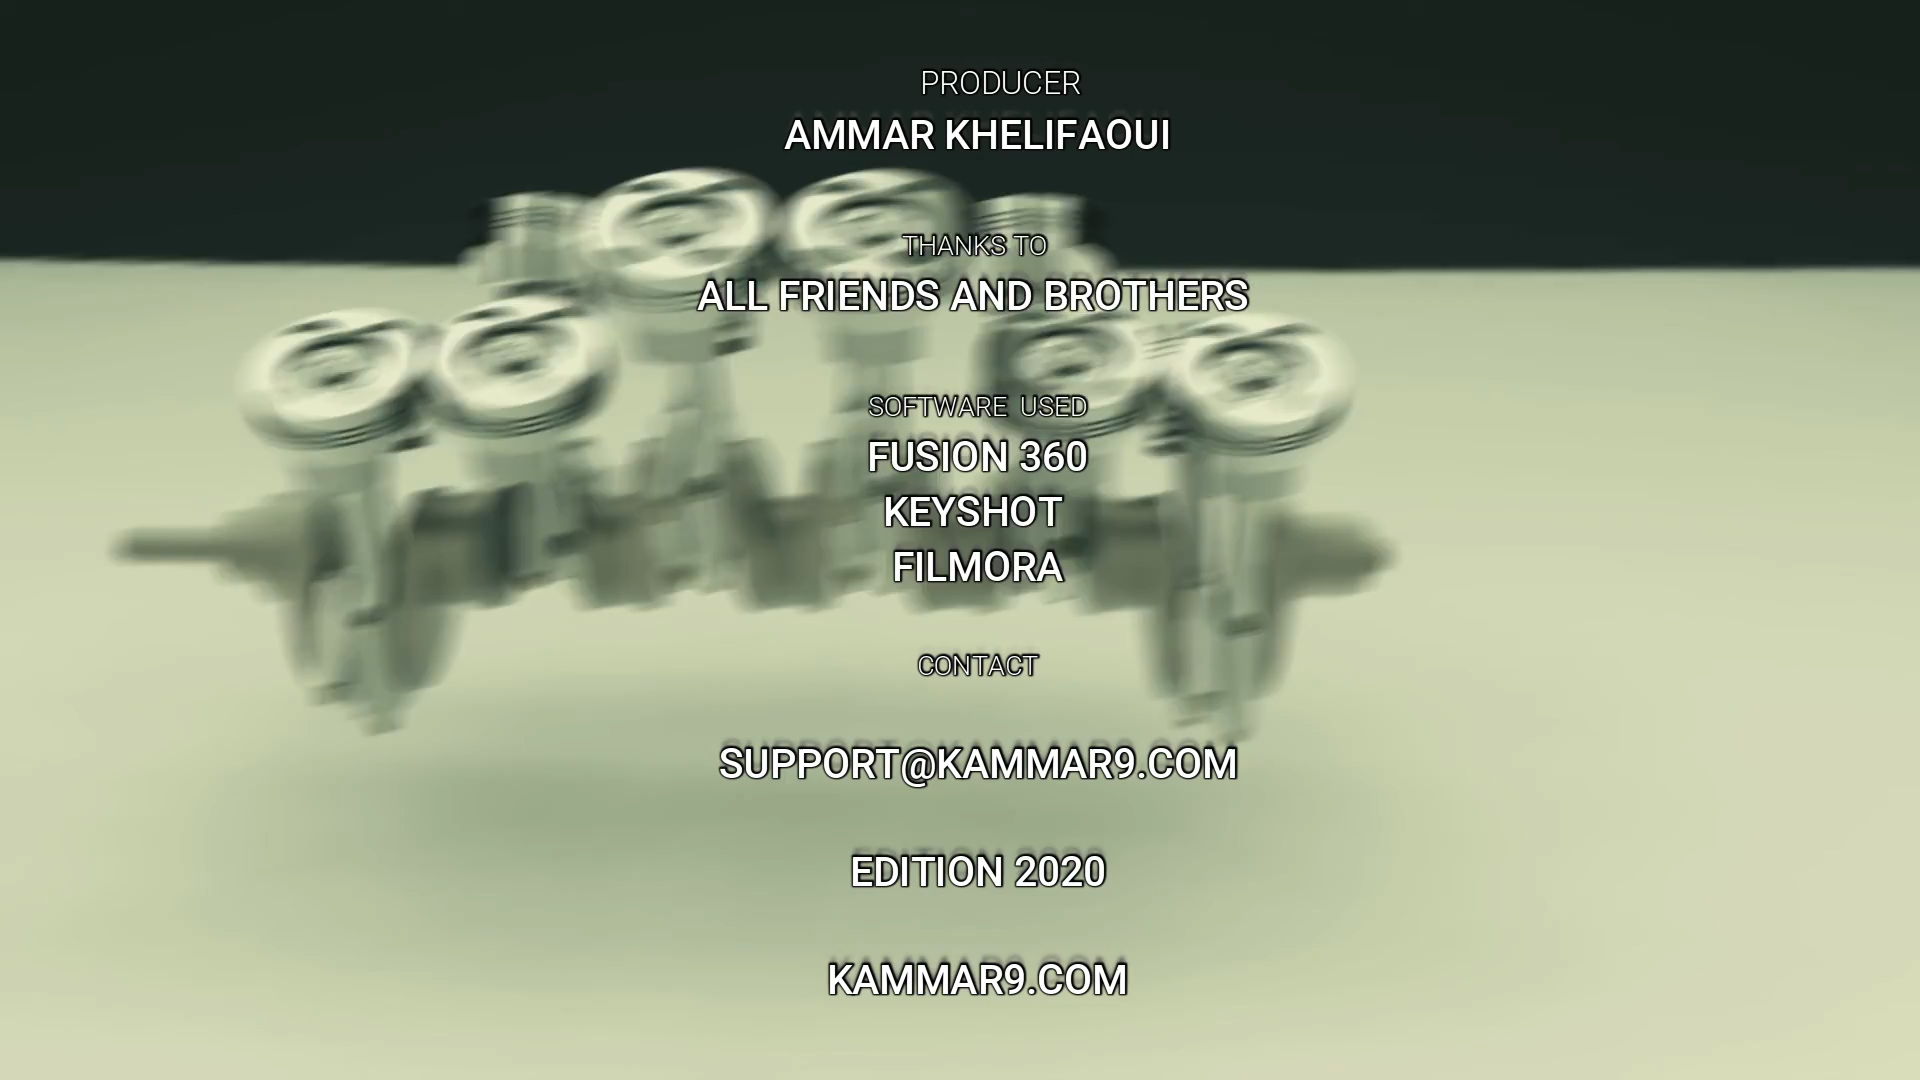 PRODUCER
AMMAR KHELIFAOUI
THANKS TO
ALL FRIENDS AND BROTHERS
SOFTWARE USED
FUSION 360
KEYSHOT
FILMORA
CONTACT
SUPPORT@KAMMAR9.COM
EDITION 2020
KAMMAR9.COM